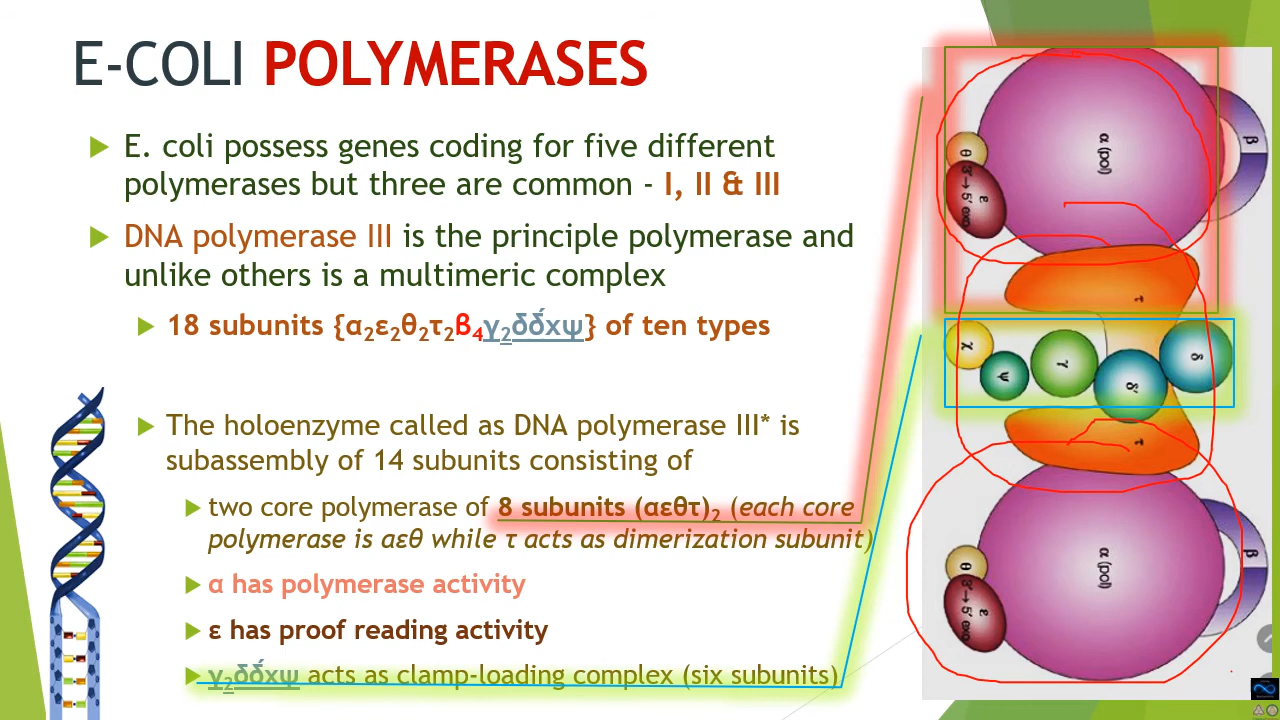 E-COLI POLYMERASES
E. coli possess genes coding for five different
polymerases but three are common - I, II & III
DNA polymerase III is the principle polymerase and
unlike others is a multimeric complex
18 subunits {α₂ε₂θ₂τ₂β₄γ₂δδ́χψ} of ten types
The holoenzyme called as DNA polymerase III* is
subassembly of 14 subunits consisting of
two core polymerase of 8 subunits (αεθτ)₂ (each core
polymerase is αεθ while τ acts as dimerization subunit)
α has polymerase activity
ε has proof reading activity
γ₂δδ́χψ acts as clamp-loading complex (six subunits)
α (pol)
β
θ
ε
3′→5′ exo
τ
χ
ψ
γ
δ′
δ
τ
α (pol)
β
θ
ε
3′→5′ exo